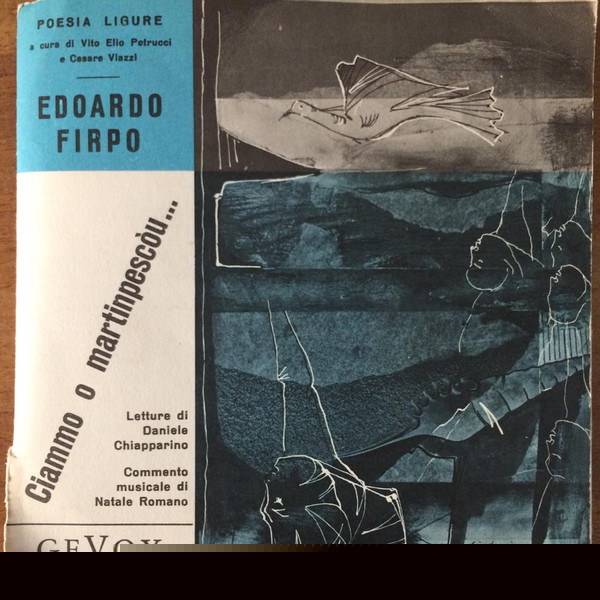 POESIA LIGURE
a cura di Vito Elio Petrucci
e Cesare Viazzi
EDOARDO
FIRPO
Ciammo o martinpescòu...
Letture di
Daniele
Chiapparino
Commento
musicale di
Natale Romano
GEVOX